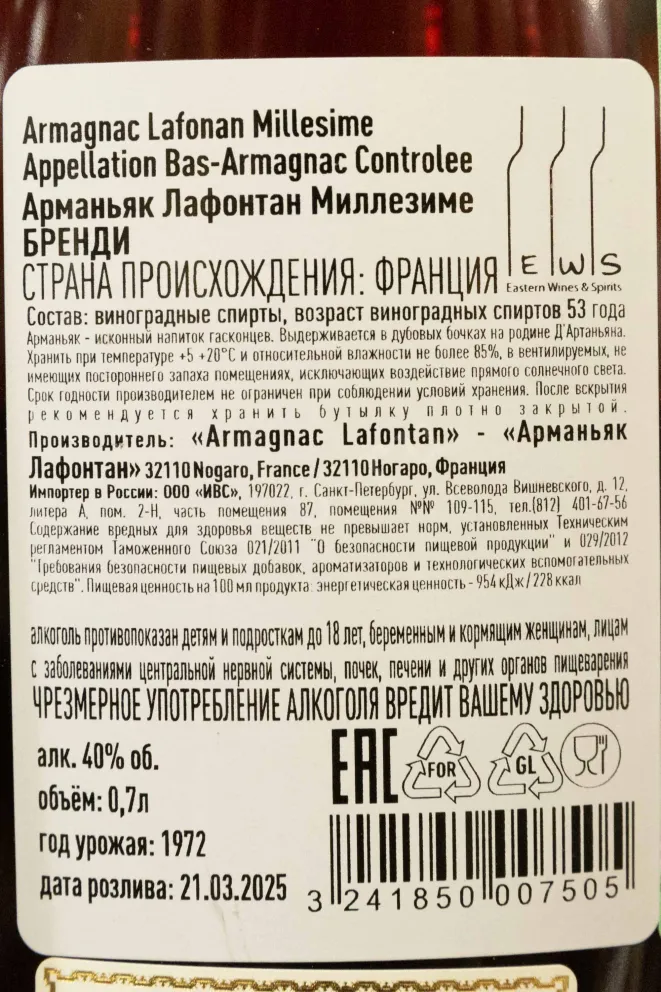 Armagnac Lafonan Millesime
Appellation Bas-Armagnac Controlee
Арманьяк Лафонтан Миллезиме
БРЕНДИ
СТРАНА ПРОИСХОЖДЕНИЯ: ФРАНЦИЯ
EWS
Eastern Wines & Spirits
Состав: виноградные спирты, возраст виноградных спиртов 53 года
Арманьяк - исконный напиток гасконцев. Выдерживается в дубовых бочках на родине Д'Артаньяна.
Хранить при температуре +5 +20°С и относительной влажности не более 85%, в вентилируемых, не
имеющих постороннего запаха помещениях, исключающих воздействие прямого солнечного света.
Срок годности производителем не ограничен при соблюдении условий хранения. После вскрытия
рекомендуется хранить бутылку плотно закрытой.
Производитель: «Armagnac Lafontan» - «Арманьяк
Лафонтан» 32110 Nogaro, France / 32110 Ногаро, Франция
Импортер в России: ООО «ИВС», 197022, г. Санкт-Петербург, ул. Всеволода Вишневского, д. 12,
литера А, пом. 2-Н, часть помещения 87, помещения №№ 109-115, тел.(812) 401-67-56
Содержание вредных для здоровья веществ не превышает норм, установленных Техническим
регламентом Таможенного Союза 021/2011 "О безопасности пищевой продукции" и 029/2012
"Требования безопасности пищевых добавок, ароматизаторов и технологических вспомогательных
средств". Пищевая ценность на 100 мл продукта: энергетическая ценность - 954 кДж/228 ккал
алкоголь противопоказан детям и подросткам до 18 лет, беременным и кормящим женщинам, лицам
с заболеваниями центральной нервной системы, почек, печени и других органов пищеварения
ЧРЕЗМЕРНОЕ УПОТРЕБЛЕНИЕ АЛКОГОЛЯ ВРЕДИТ ВАШЕМУ ЗДОРОВЬЮ
алк. 40% об.
объём: 0,7л
год урожая: 1972
дата розлива: 21.03.2025
EAC
FOR
GL
3 241850 007505